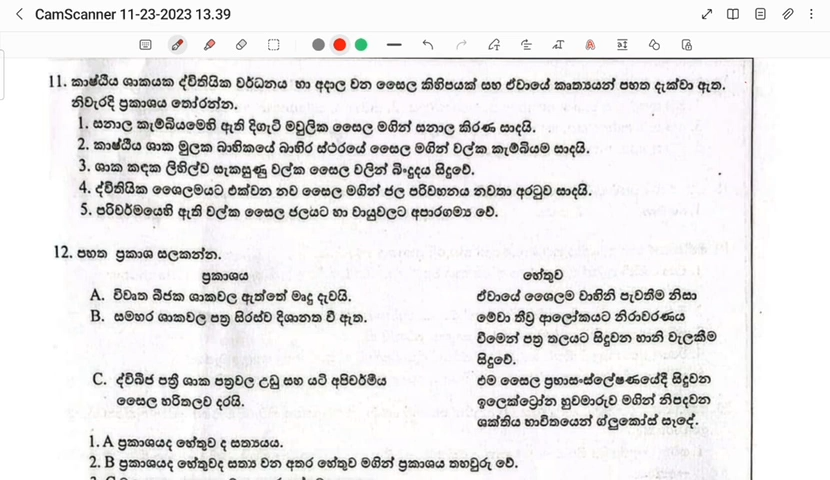 CamScanner 11-23-2023 13.39
11. කාෂ්ඨීය ශාකයක ද්විතියික වර්ධනය හා අදාල වන සෛල කිහිපයක් සහ ඒවායේ කෘත්‍යයන් පහත දැක්වා ඇත.
නිවැරදි ප්‍රකාශය තෝරන්න.
1. සනාල කැම්බියමෙහි ඇති දිගැටි මවුලික සෛල මගින් සනාල කිරණ සාදයි.
2. කාෂ්ඨීය ශාක මූලක බාහිකයේ බාහිර ස්ථරයේ සෛල මගින් වල්ක කැම්බියම සාදයි.
3. ශාක කඳක ලිහිල්ව සැකසුණු වල්ක සෛල වලින් බිංදුදය සිදුවේ.
4. ද්විතියික ශෛලමයට එක්වන නව සෛල මගින් ජල පරිවහනය නවතා අරටුව සාදයි.
5. පරිචර්මයෙහි ඇති වල්ක සෛල ජලයට හා වායුවලට අපාරගම්‍ය වේ.
12. පහත ප්‍රකාශ සලකන්න.
ප්‍රකාශය හේතුව
A. විවෘත බීජක ශාකවල ඇත්තේ මෘදු දැවයි. ඒවායේ ශෛලම වාහිනි පැවතීම නිසා
B. සමහර ශාකවල පත්‍ර සිරස්ව දිශානත වී ඇත. මෙවා තීව්‍ර ආලෝකයට නිරාවරණය
වීමෙන් පත්‍ර තලයට සිදුවන හානි වැලකීම
සිදුවේ.
C. ද්විබීජ පත්‍රී ශාක පත්‍රවල උඩු සහ යටි අපිචර්මීය එම සෛල ප්‍රභාසංස්ලේෂණයේදී සිදුවන
සෛල හරිතලව දරයි. ඉලෙක්ට්‍රෝන හුවමාරුව මගින් නිපදවන
ශක්තිය භාවිතයෙන් ග්ලූකෝස් සෑදේ.
1. A ප්‍රකාශයද හේතුව ද සත්‍යයය.
2. B ප්‍රකාශයද හේතුවද සත්‍ය වන අතර හේතුව මගින් ප්‍රකාශය තහවුරු වේ.